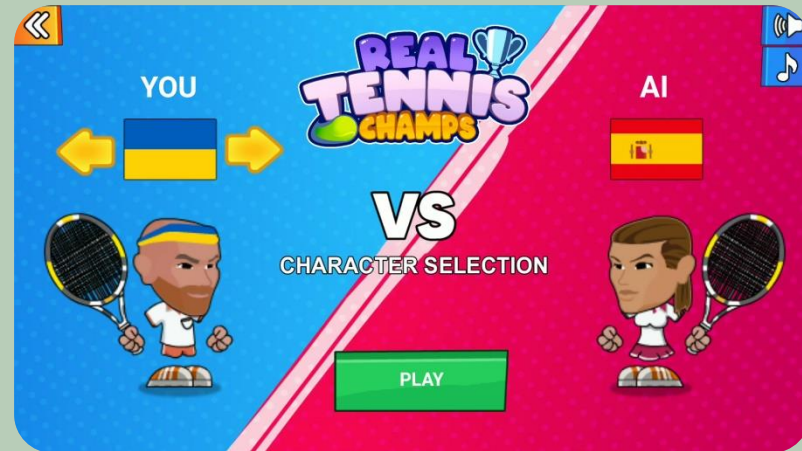 YOU
REAL
TENNIS
CHAMPS
AI
VS
CHARACTER SELECTION
PLAY